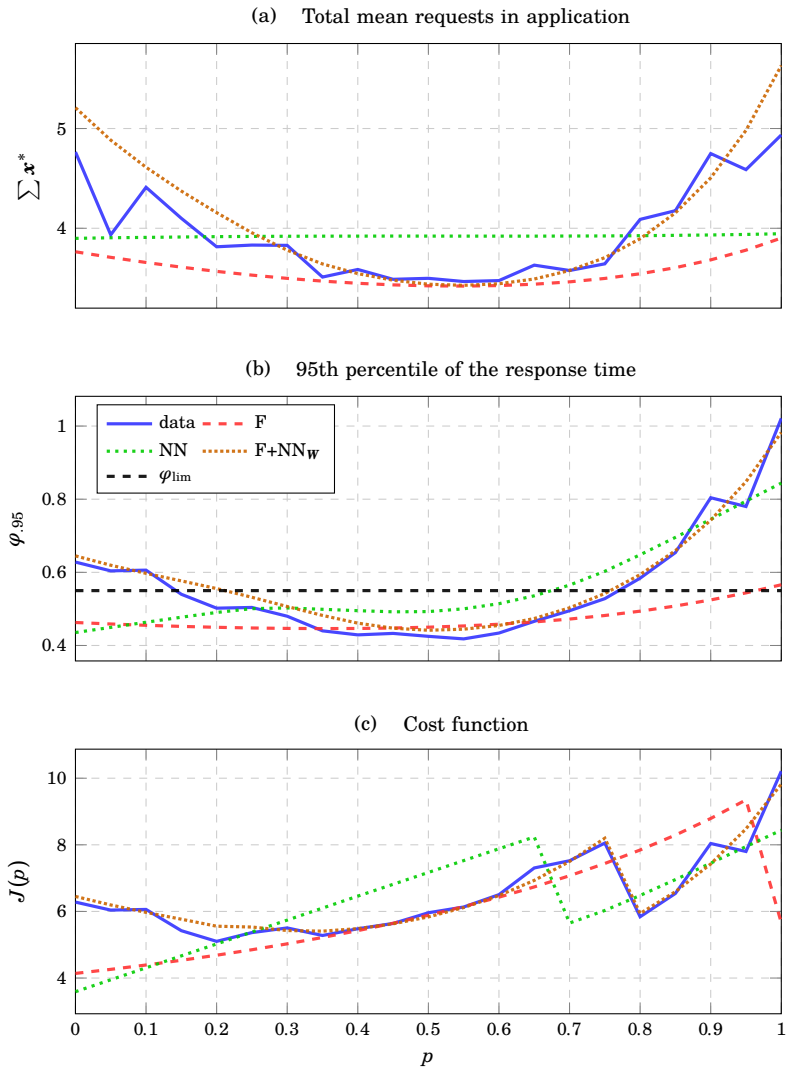 (a) Total mean requests in application
5
4
∑ x*
(b) 95th percentile of the response time
1
0.8
0.6
0.4
φ.95
data F
NN F+NN_W
φ_lim
(c) Cost function
10
8
6
4
J(p)
0 0.1 0.2 0.3 0.4 0.5 0.6 0.7 0.8 0.9 1
p